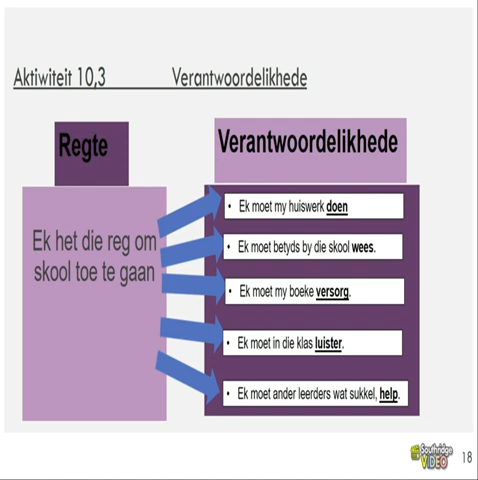 Aktiwiteit 10,3 Verantwoordelikhede
Regte
Verantwoordelikhede
Ek het die reg om
skool toe te gaan
• Ek moet my huiswerk doen
• Ek moet betyds by die skool wees.
• Ek moet my boeke versorg.
• Ek moet in die klas luister.
• Ek moet ander leerders wat sukkel, help.
Southridge
VIDEO
18